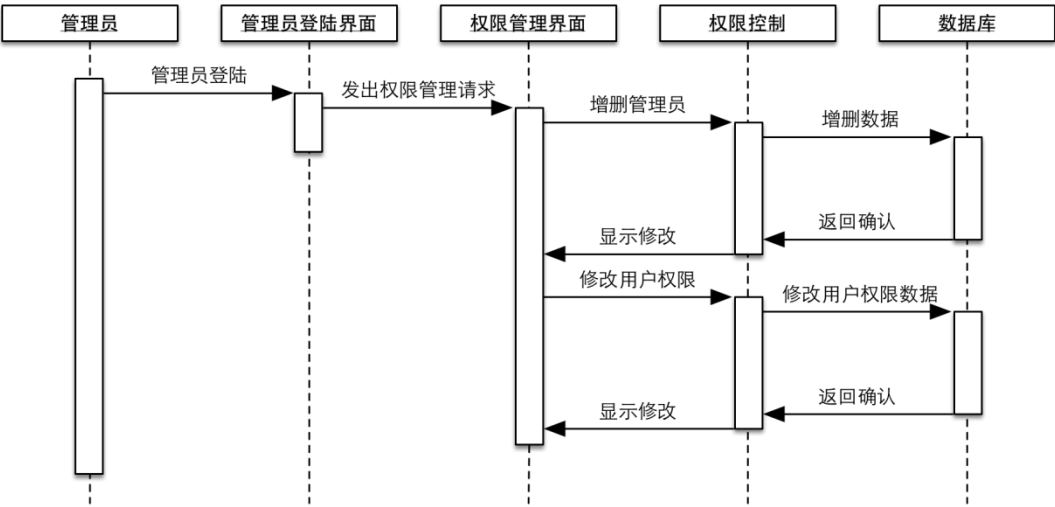 管理员
管理员登陆界面
权限管理界面
权限控制
数据库
管理员登陆
发出权限管理请求
增删管理员
增删数据
返回确认
显示修改
修改用户权限
修改用户权限数据
返回确认
显示修改